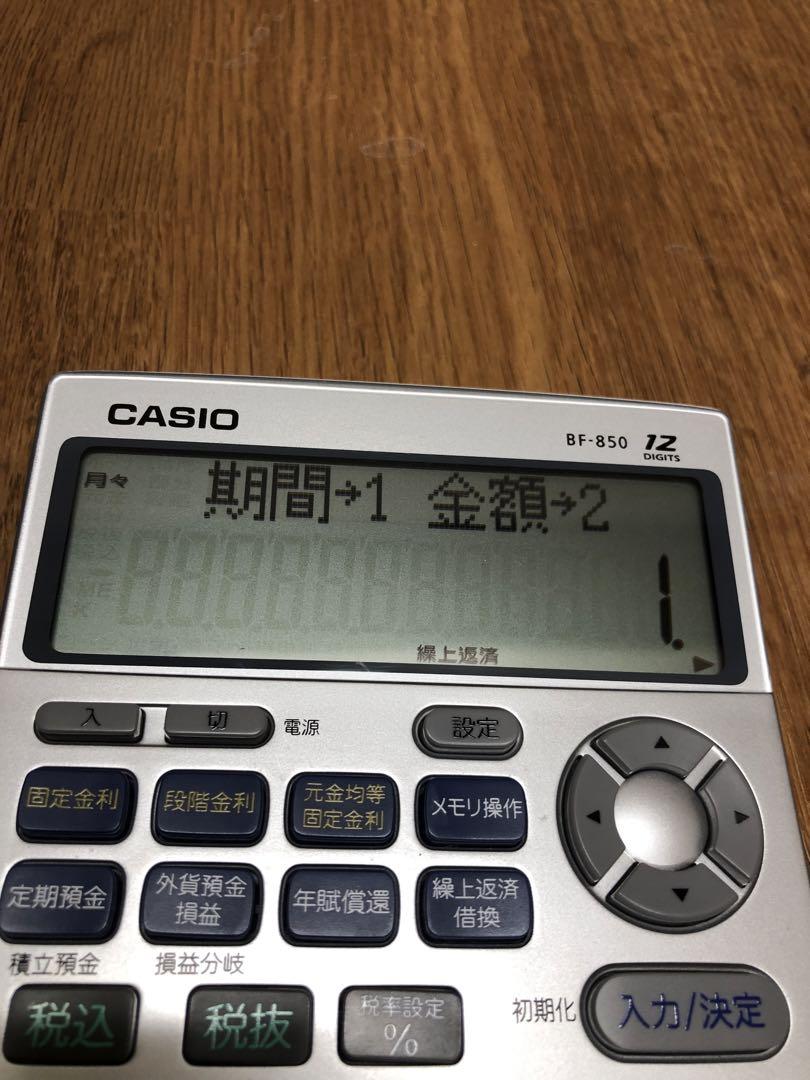 CASIO
BF-850 12
DIGITS
月々
期間→1 金額→2
1.
繰上返済
入 切 電源 設定
固定金利 段階金利 元金均等
固定金利 メモリ操作
定期預金 外貨預金
損益 年賦償還 繰上返済
借換
積立預金 損益分岐
税込 税抜 税率設定
% 初期化 入力/決定